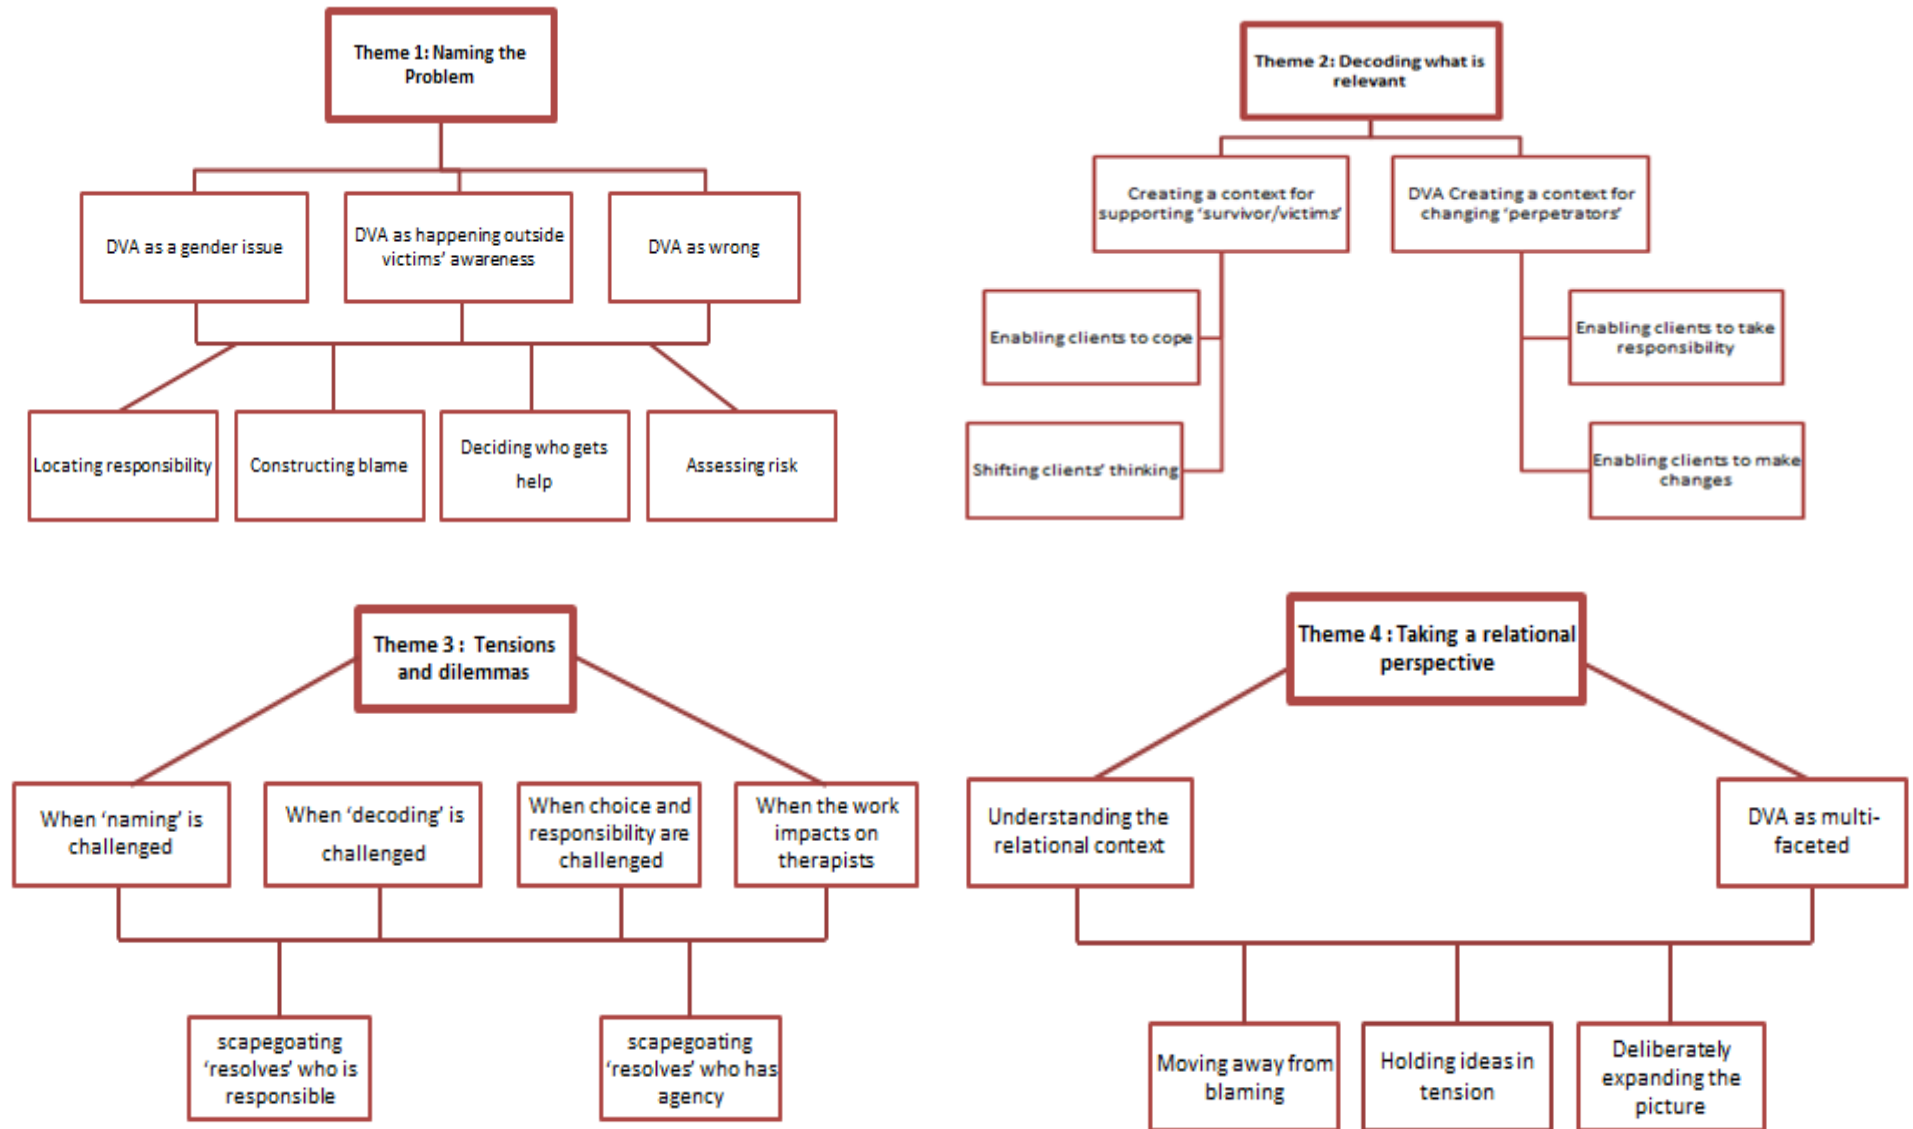 Theme 1: Naming the
Problem
DVA as a gender issue
DVA as happening outside
victims’ awareness
DVA as wrong
Locating responsibility
Constructing blame
Deciding who gets
help
Assessing risk
Theme 2: Decoding what is
relevant
Creating a context for
supporting ‘survivor/victims’
DVA Creating a context for
changing ‘perpetrators’
Enabling clients to cope
Enabling clients to take
responsibility
Shifting clients’ thinking
Enabling clients to make
changes
Theme 3 : Tensions
and dilemmas
When ‘naming’ is
challenged
When ‘decoding’ is
challenged
When choice and
responsibility are
challenged
When the work
impacts on
therapists
scapegoating
‘resolves’ who is
responsible
scapegoating
‘resolves’ who has
agency
Theme 4 : Taking a relational
perspective
Understanding the
relational context
DVA as multi-
faceted
Moving away from
blaming
Holding ideas in
tension
Deliberately
expanding the
picture